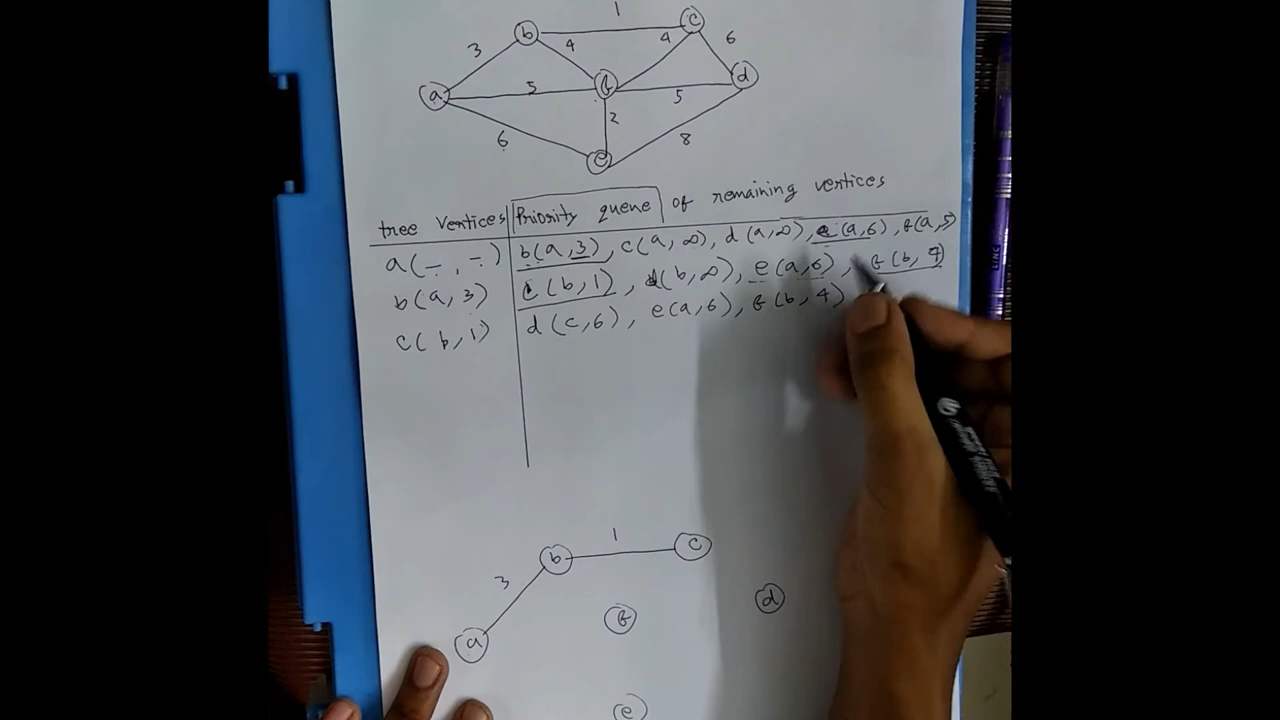 1
b
c
3
4
4
6
a
5
f
d
5
2
6
8
e
tree vertices Priority queue of remaining vertices
a(-, -) b(a,3), c(a,∞), d(a,∞), e(a,6), f(a,5)
b(a,3) c(b,1), d(b,∞), e(a,6), f(b,4)
c(b,1) d(c,6), e(a,6), f(b,4)
1
b
c
3
d
f
a
e
LINC